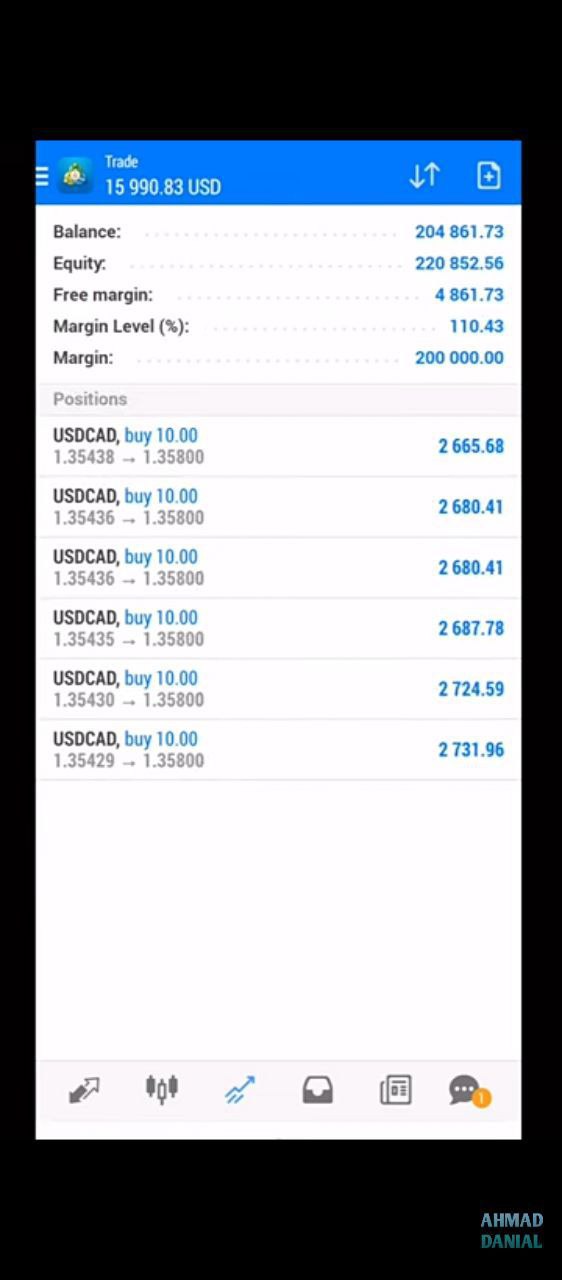 Trade
15 990.83 USD
Balance: 204 861.73
Equity: 220 852.56
Free margin: 4 861.73
Margin Level (%): 110.43
Margin: 200 000.00
Positions
USDCAD, buy 10.00
1.35438 → 1.35800
2 665.68
USDCAD, buy 10.00
1.35436 → 1.35800
2 680.41
USDCAD, buy 10.00
1.35436 → 1.35800
2 680.41
USDCAD, buy 10.00
1.35435 → 1.35800
2 687.78
USDCAD, buy 10.00
1.35430 → 1.35800
2 724.59
USDCAD, buy 10.00
1.35429 → 1.35800
2 731.96
1
AHMAD
DANIAL